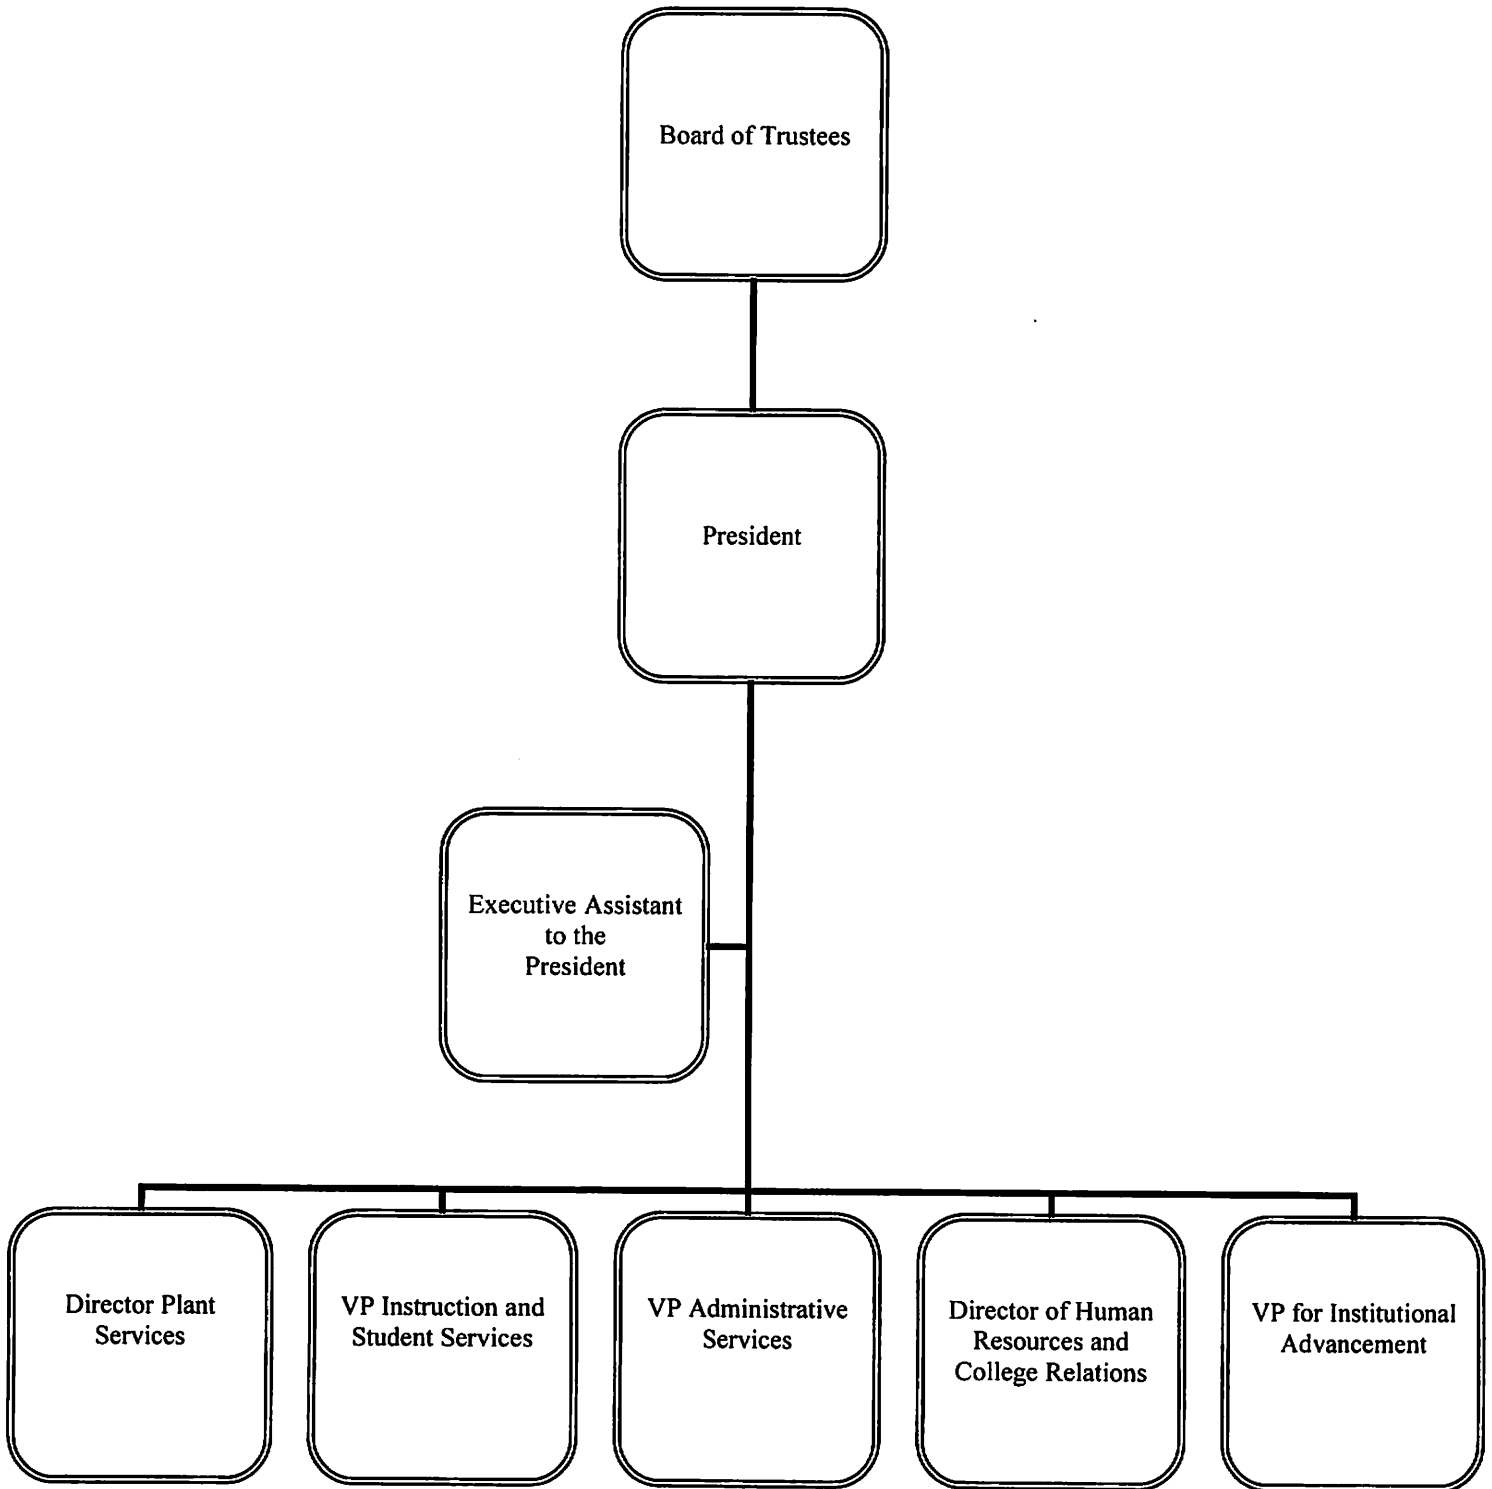 Board of Trustees
President
Executive Assistant
to the
President
Director Plant
Services
VP Instruction and
Student Services
VP Administrative
Services
Director of Human
Resources and
College Relations
VP for Institutional
Advancement